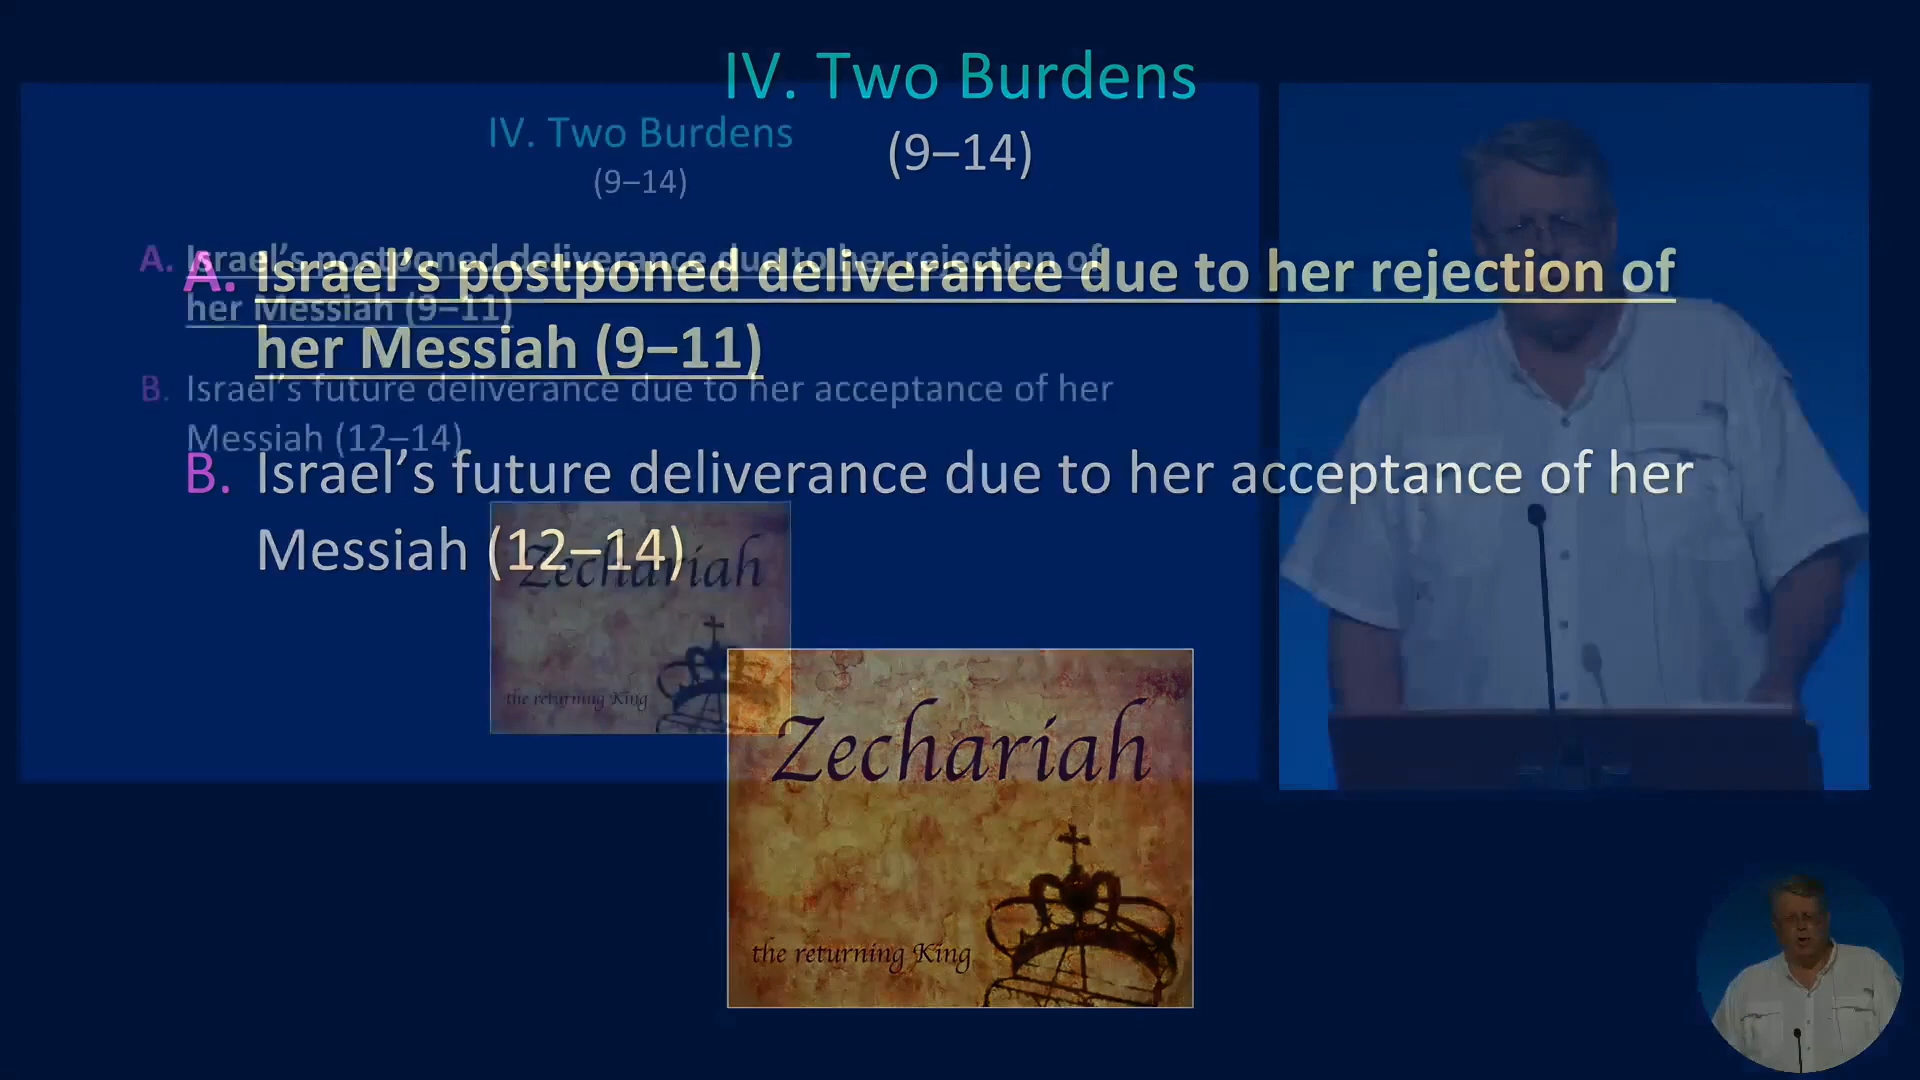 IV. Two Burdens
(9–14)
A. Israel’s postponed deliverance due to her rejection of
her Messiah (9–11)
B. Israel’s future deliverance due to her acceptance of her
Messiah (12–14)
Zechariah
the returning King
IV. Two Burdens
(9–14)
A. Israel’s postponed deliverance due to her rejection of
her Messiah (9–11)
B. Israel’s future deliverance due to her acceptance of her
Messiah (12–14)
Zechariah
the returning King